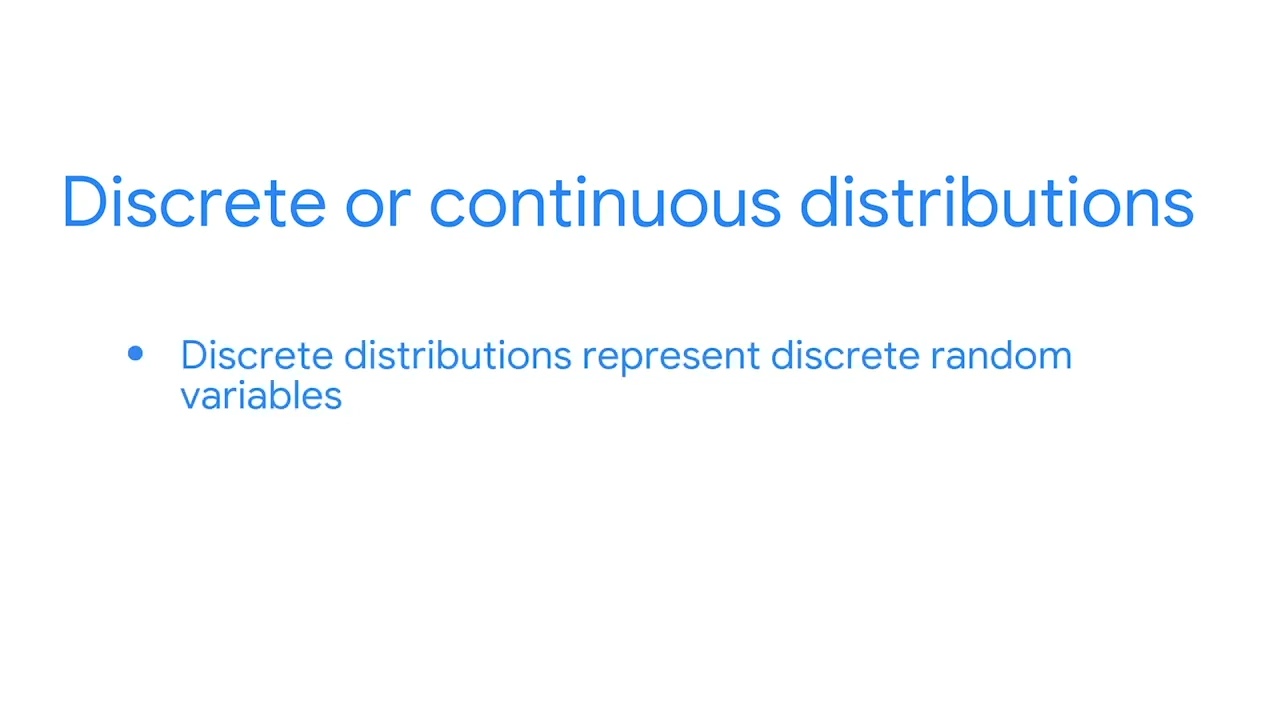 Discrete or continuous distributions
• Discrete distributions represent discrete random
variables